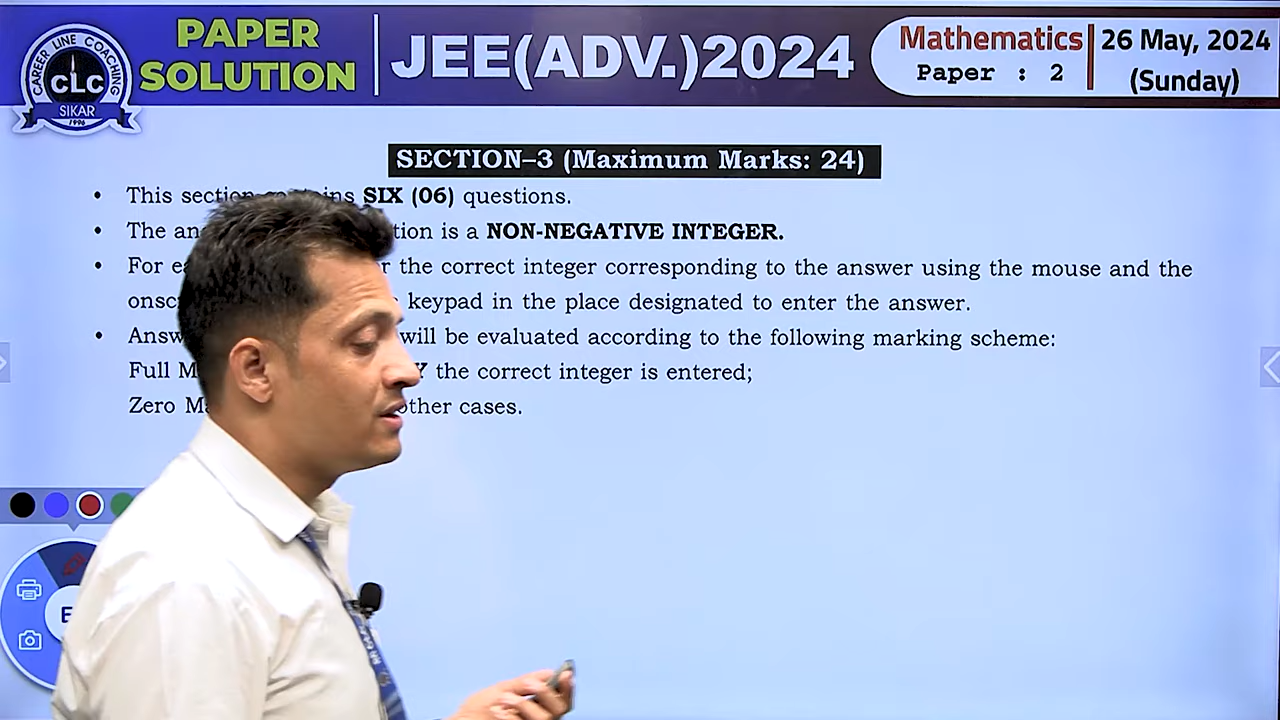 CAREER LINE COACHING
CLC
SIKAR
1996
PAPER
SOLUTION
JEE(ADV.)2024
Mathematics
Paper : 2
26 May, 2024
(Sunday)
SECTION–3 (Maximum Marks: 24)
• This section contains SIX (06) questions.
• The tion is a NON-NEGATIVE INTEGER.
• For the correct integer corresponding to the answer using the mouse and the
keypad in the place designated to enter the answer.
• will be evaluated according to the following marking scheme:
Full the correct integer is entered;
Zero other cases.